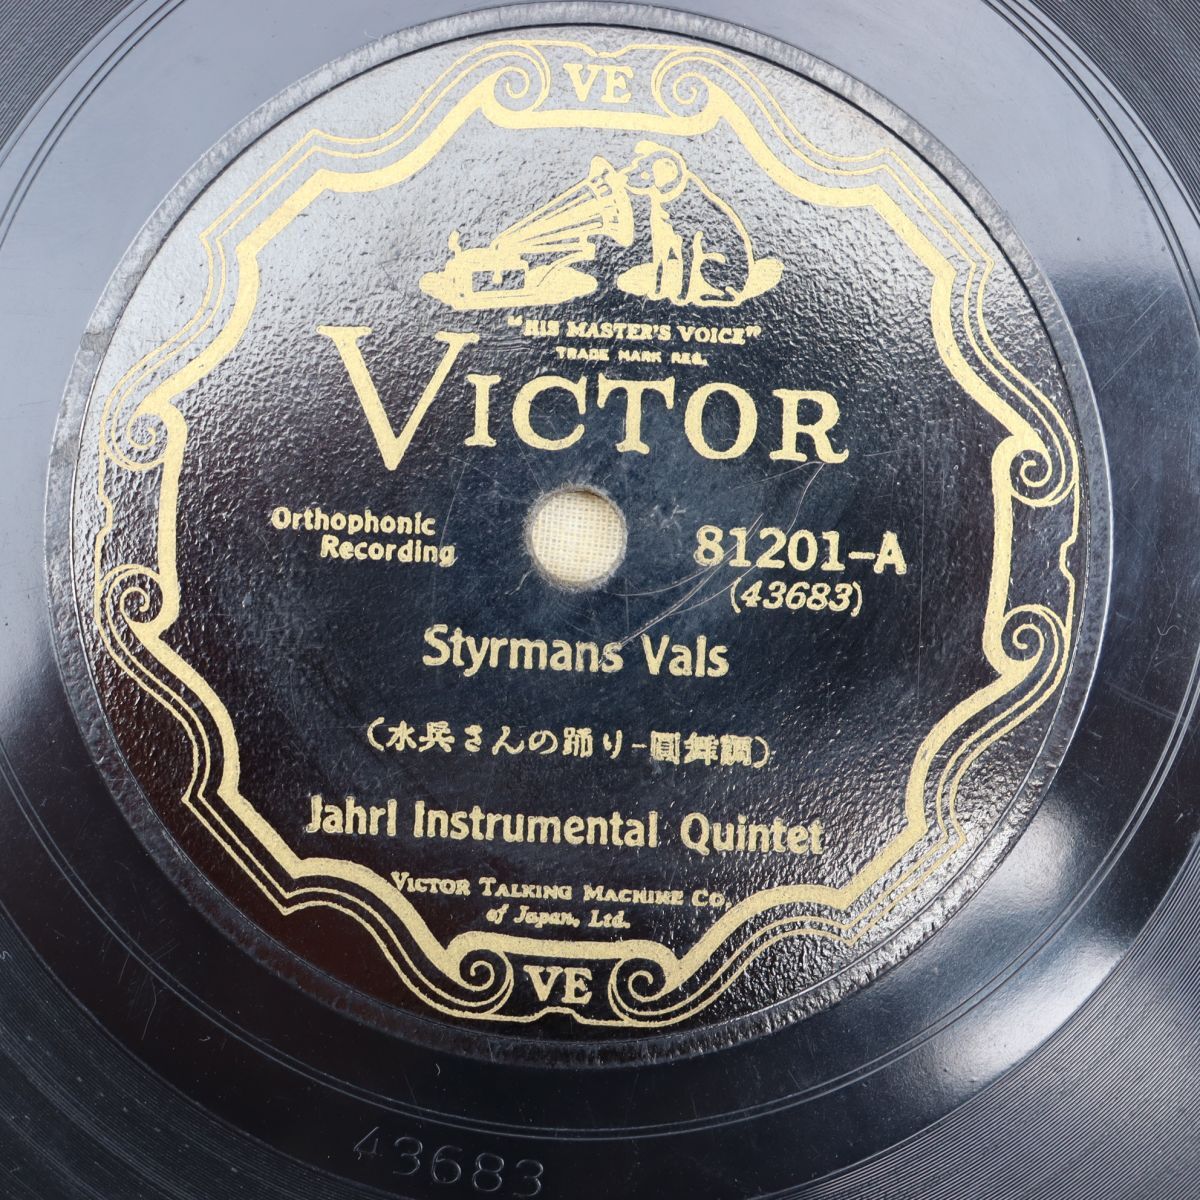 VE
"HIS MASTER'S VOICE"
TRADE MARK REG.
VICTOR
Orthophonic
Recording
81201-A
(43683)
Styrmans Vals
(水兵さんの踊り-圓舞調)
Jahrl Instrumental Quintet
VICTOR TALKING MACHINE CO.
of Japan, Ltd.
VE
43683